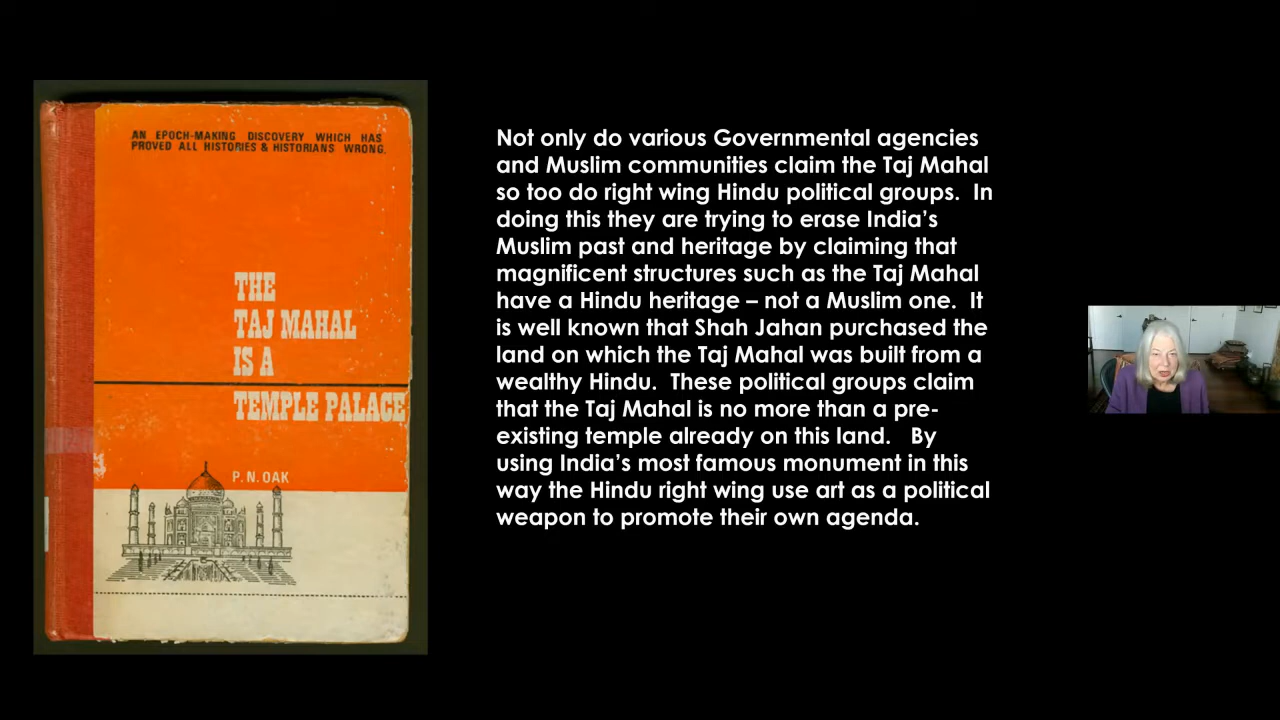 AN EPOCH-MAKING DISCOVERY WHICH HAS
PROVED ALL HISTORIES & HISTORIANS WRONG.
THE
TAJ MAHAL
IS A
TEMPLE PALACE
P. N. OAK
Not only do various Governmental agencies
and Muslim communities claim the Taj Mahal
so too do right wing Hindu political groups.  In
doing this they are trying to erase India's
Muslim past and heritage by claiming that
magnificent structures such as the Taj Mahal
have a Hindu heritage – not a Muslim one.  It
is well known that Shah Jahan purchased the
land on which the Taj Mahal was built from a
wealthy Hindu.  These political groups claim
that the Taj Mahal is no more than a pre-
existing temple already on this land.   By
using India's most famous monument in this
way the Hindu right wing use art as a political
weapon to promote their own agenda.